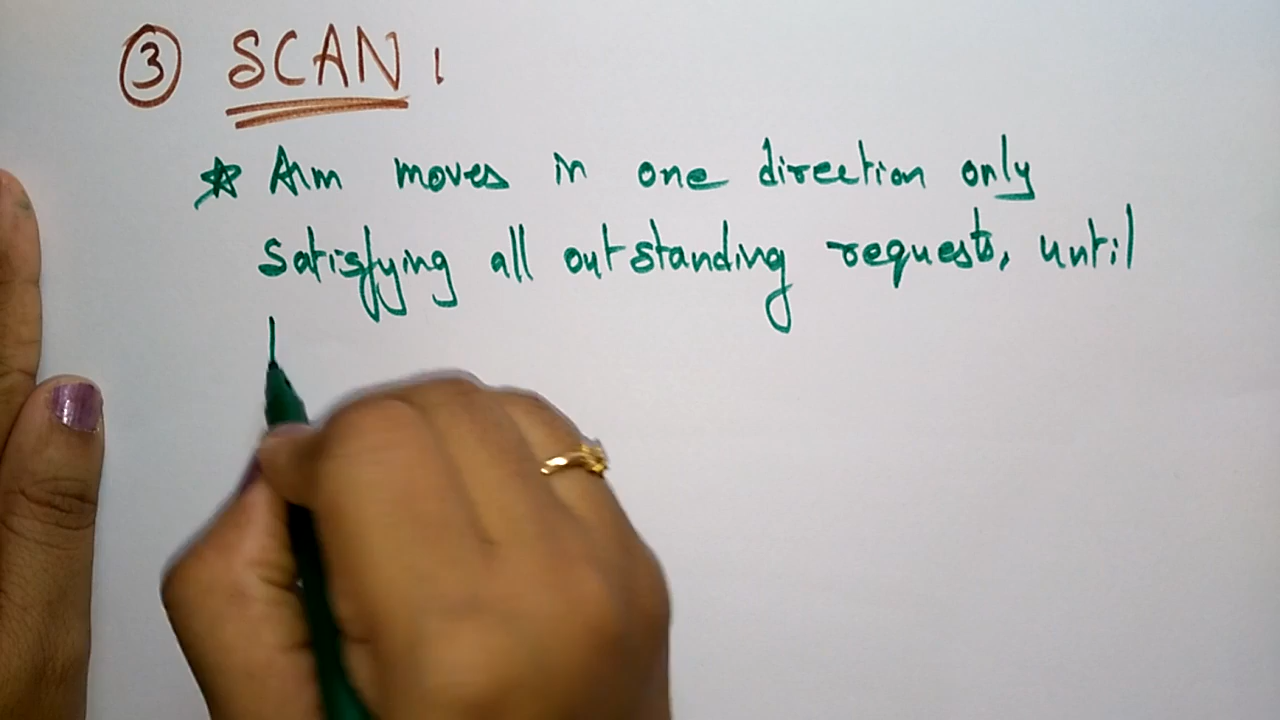 ③ SCAN :
☆ Arm moves in one direction only
satisfying all outstanding requests, until